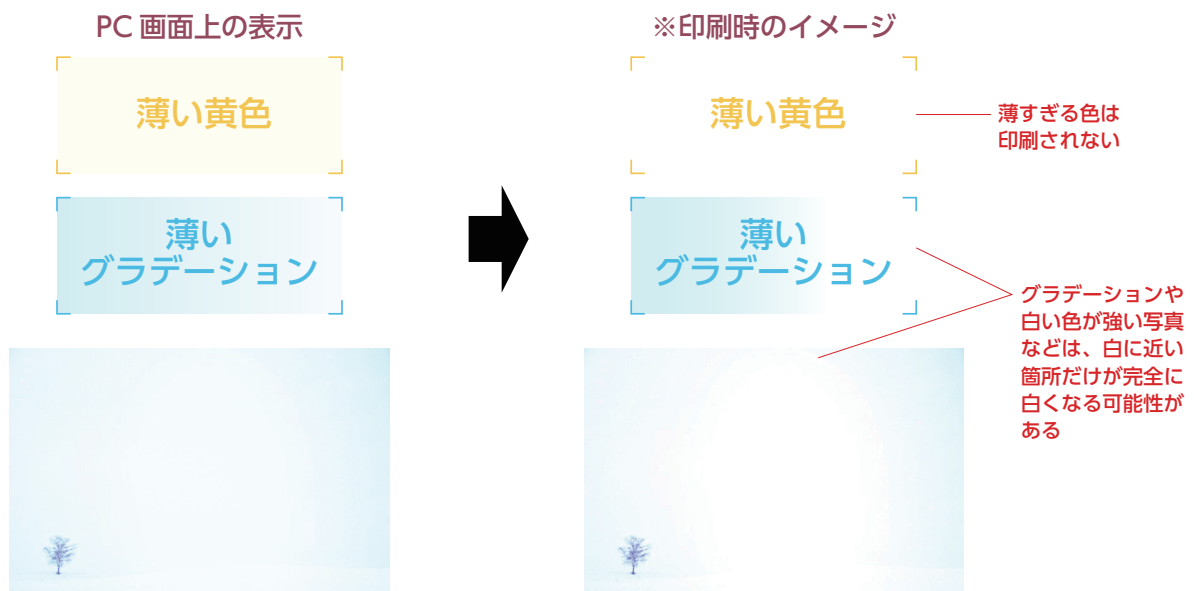 PC 画面上の表示
薄い黄色
薄い
グラデーション
※印刷時のイメージ
薄い黄色
薄い
グラデーション
薄すぎる色は
印刷されない
グラデーションや
白い色が強い写真
などは、白に近い
箇所だけが完全に
白くなる可能性が
ある